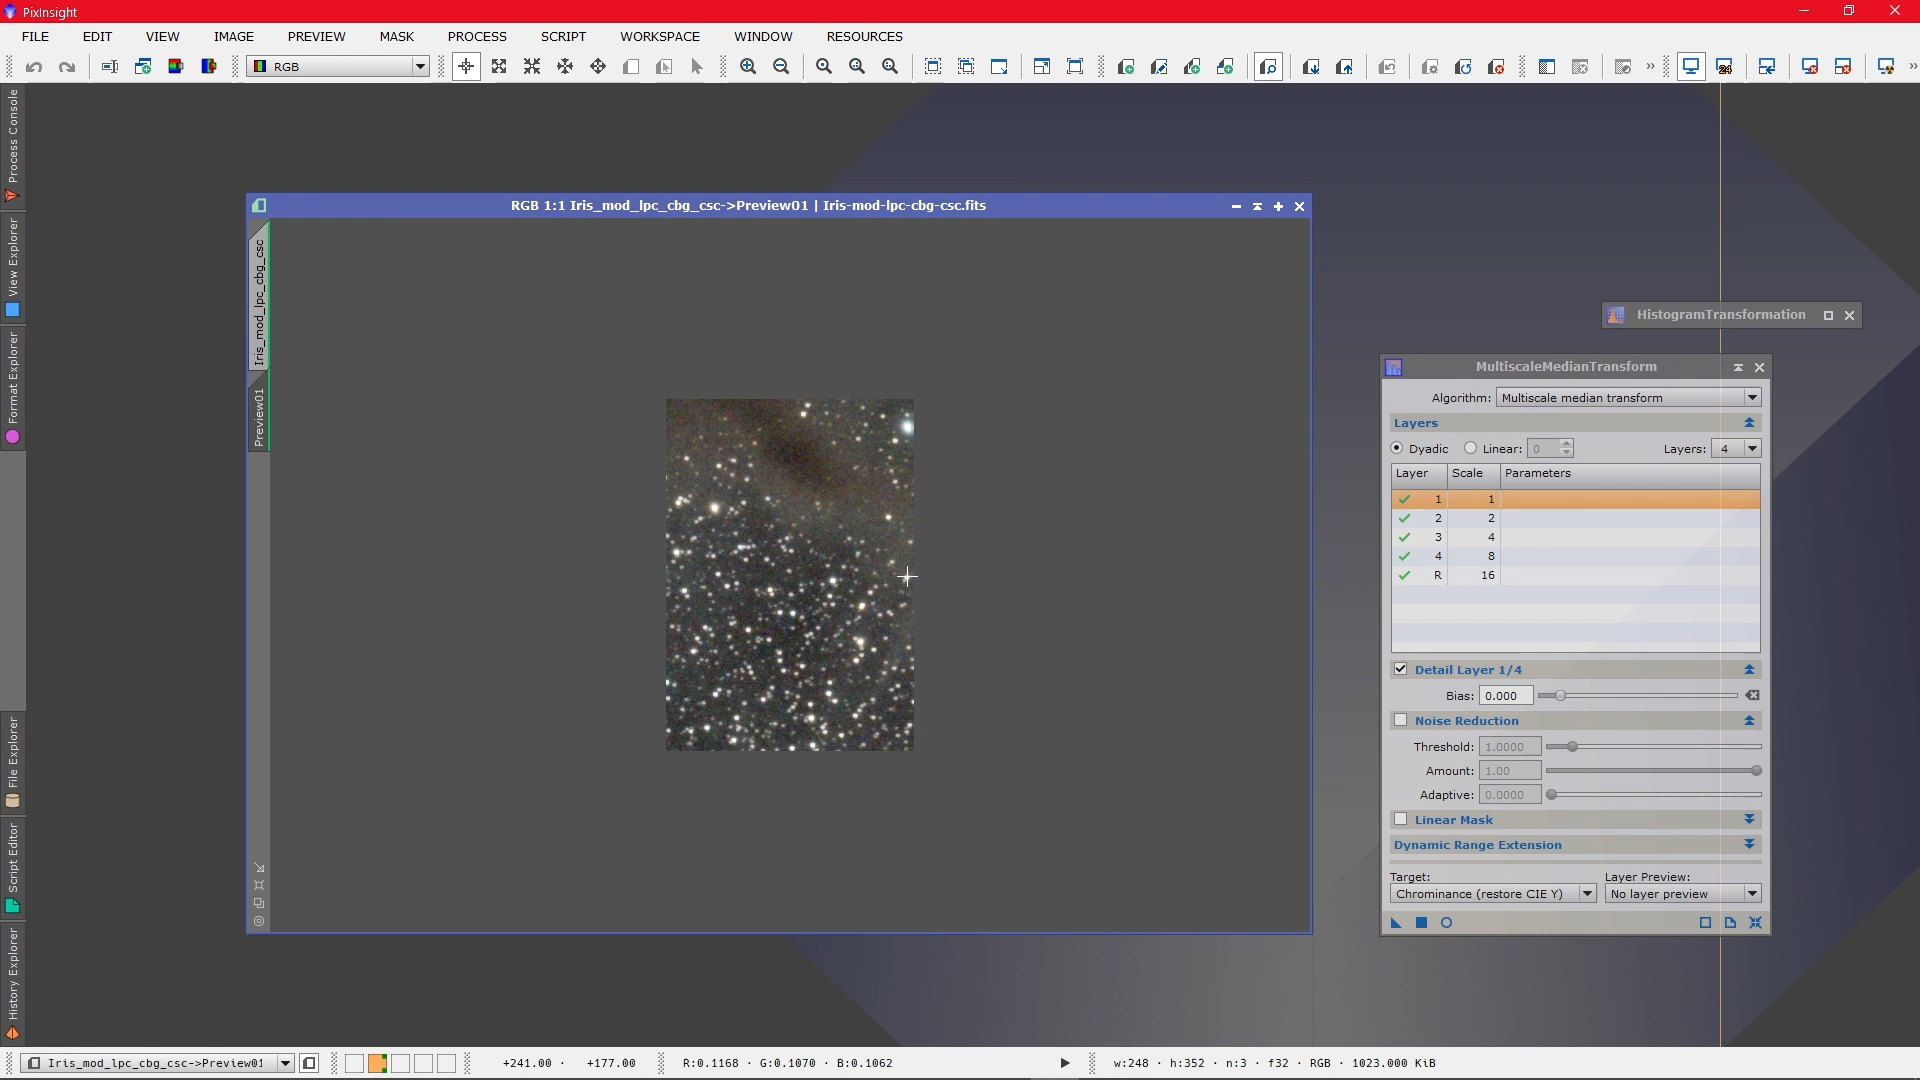 PixInsight
FILE EDIT VIEW IMAGE PREVIEW MASK PROCESS SCRIPT WORKSPACE WINDOW RESOURCES
RGB
24
Process Console
View Explorer
Format Explorer
File Explorer
Script Editor
History Explorer
RGB 1:1 Iris_mod_lpc_cbg_csc->Preview01 | Iris-mod-lpc-cbg-csc.fits
Iris_mod_lpc_cbg_csc
Preview01
HistogramTransformation
MultiscaleMedianTransform
Algorithm: Multiscale median transform
Layers
Dyadic Linear: 0 Layers: 4
Layer Scale Parameters
1 1
2 2
3 4
4 8
R 16
Detail Layer 1/4
Bias: 0.000
Noise Reduction
Threshold: 1.0000
Amount: 1.00
Adaptive: 0.0000
Linear Mask
Dynamic Range Extension
Target: Layer Preview:
Chrominance (restore CIE Y) No layer preview
Iris_mod_lpc_cbg_csc->Preview01 +241.00 · +177.00 R:0.1168 · G:0.1070 · B:0.1062 w:248 · h:352 · n:3 · f32 · RGB · 1023.000 KiB